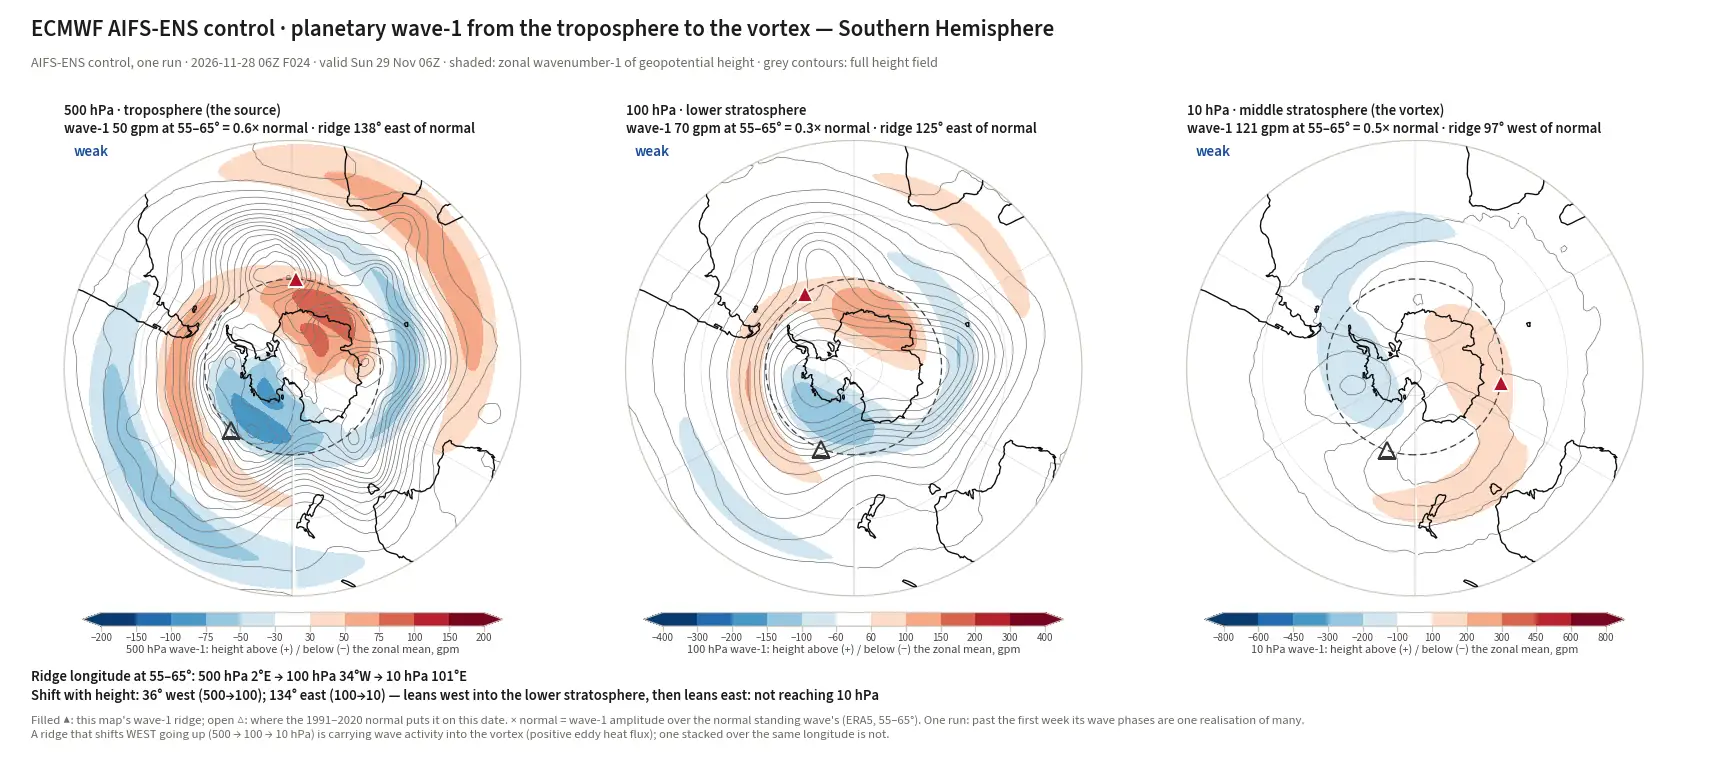 ECMWF AIFS-ENS control · planetary wave-1 from the troposphere to the vortex — Southern Hemisphere
AIFS-ENS control, one run · 2026-11-28 06Z F024 · valid Sun 29 Nov 06Z · shaded: zonal wavenumber-1 of geopotential height · grey contours: full height field
500 hPa · troposphere (the source)
wave-1 50 gpm at 55–65° = 0.6× normal · ridge 138° east of normal
weak
−200 −150 −100 −75 −50 −30 30 50 75 100 150 200
500 hPa wave-1: height above (+) / below (−) the zonal mean, gpm
100 hPa · lower stratosphere
wave-1 70 gpm at 55–65° = 0.3× normal · ridge 125° east of normal
weak
−400 −300 −200 −150 −100 −60 60 100 150 200 300 400
100 hPa wave-1: height above (+) / below (−) the zonal mean, gpm
10 hPa · middle stratosphere (the vortex)
wave-1 121 gpm at 55–65° = 0.5× normal · ridge 97° west of normal
weak
−800 −600 −450 −300 −200 −100 100 200 300 450 600 800
10 hPa wave-1: height above (+) / below (−) the zonal mean, gpm
Ridge longitude at 55–65°: 500 hPa 2°E → 100 hPa 34°W → 10 hPa 101°E
Shift with height: 36° west (500→100); 134° east (100→10) — leans west into the lower stratosphere, then leans east: not reaching 10 hPa
Filled ▲: this map's wave-1 ridge; open △: where the 1991–2020 normal puts it on this date. × normal = wave-1 amplitude over the normal standing wave's (ERA5, 55–65°). One run: past the first week its wave phases are one realisation of many.
A ridge that shifts WEST going up (500 → 100 → 10 hPa) is carrying wave activity into the vortex (positive eddy heat flux); one stacked over the same longitude is not.